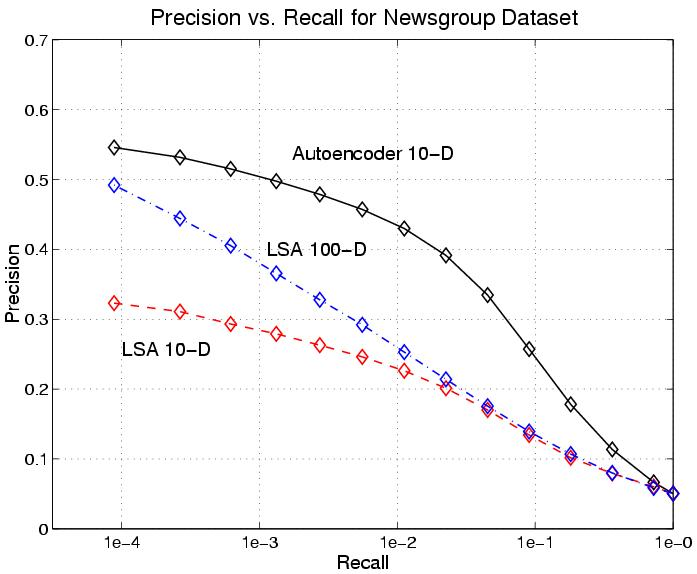 Precision vs. Recall for Newsgroup Dataset
0.7
0.6
Autoencoder 10-D
0.5
LSA 100-D
0.4
Precision
0.3
LSA 10-D
0.2
0.1
0
1e-4 1e-3 1e-2 1e-1 1e-0
Recall